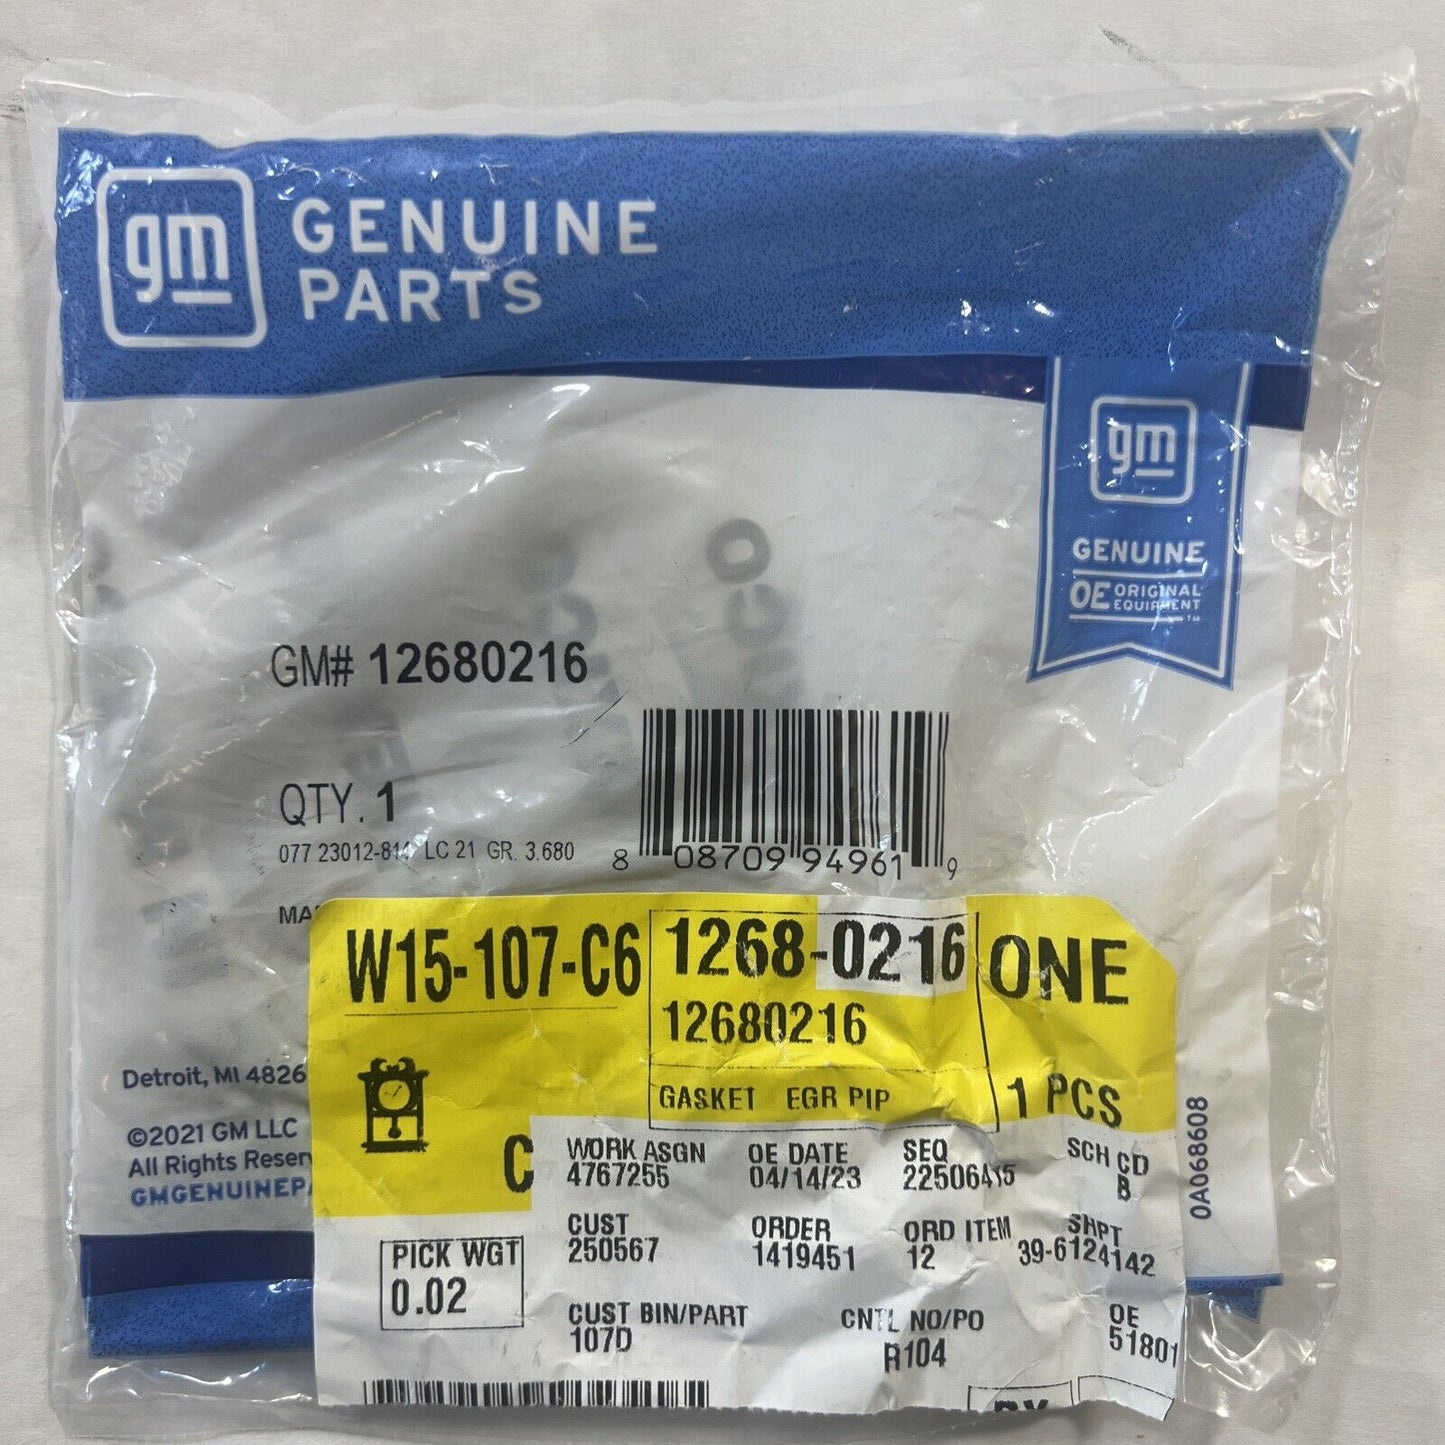 gm GENUINE
PARTS
gm
GENUINE
OE ORIGINAL
EQUIPMENT
™
GM# 12680216
QTY. 1
077 23012-814 LC 21 GR. 3.680
8 08709 94961 9
W15-107-C6
1268-0216
12680216
GASKET EGR PIP
ONE
1 PCS
Detroit, MI 4826
©2021 GM LLC
All Rights Reser
GMGENUINEP
C
WORK ASGN
4767255
OE DATE
04/14/23
SEQ
22506415
SCH CD
B
CUST
250567
ORDER
1419451
ORD ITEM
12
SHPT
39-6124142
PICK WGT
0.02
CUST BIN/PART
107D
CNTL NO/PO
R104
OE
51801
0A068608